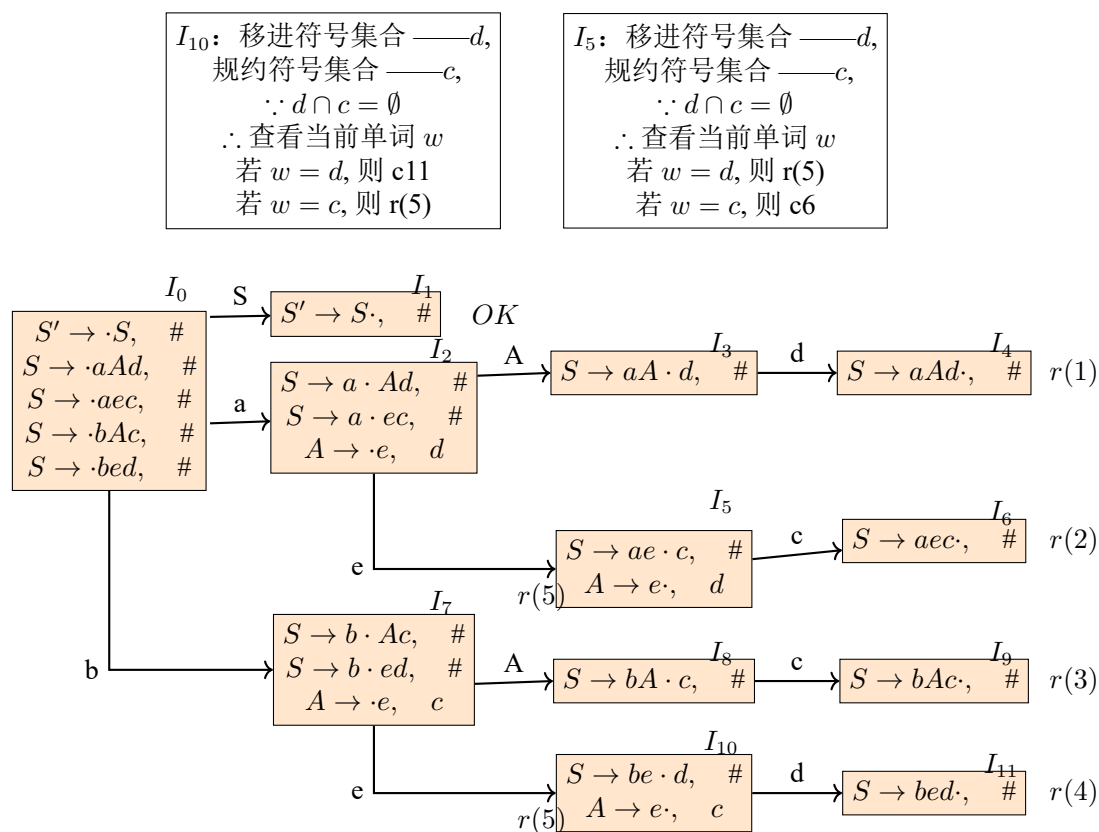 I₁₀：移进符号集合 ——d,
规约符号集合 ——c,
∵ d ∩ c = ∅
∴ 查看当前单词 w
若 w = d, 则 c11
若 w = c, 则 r(5)
I₅：移进符号集合 ——d,
规约符号集合 ——c,
∵ d ∩ c = ∅
∴ 查看当前单词 w
若 w = d, 则 r(5)
若 w = c, 则 c6
I₀
S′ → ·S, #
S → ·aAd, #
S → ·aec, #
S → ·bAc, #
S → ·bed, #
S
I₁
S′ → S·, #
OK
a
I₂
S → a · Ad, #
S → a · ec, #
A → ·e, d
A
I₃
S → aA · d, #
d
I₄
S → aAd·, #
r(1)
e
I₅
S → ae · c, #
A → e·, d
r(5)
c
I₆
S → aec·, #
r(2)
b
I₇
S → b · Ac, #
S → b · ed, #
A → ·e, c
A
I₈
S → bA · c, #
c
I₉
S → bAc·, #
r(3)
e
I₁₀
S → be · d, #
A → e·, c
r(5)
d
I₁₁
S → bed·, #
r(4)